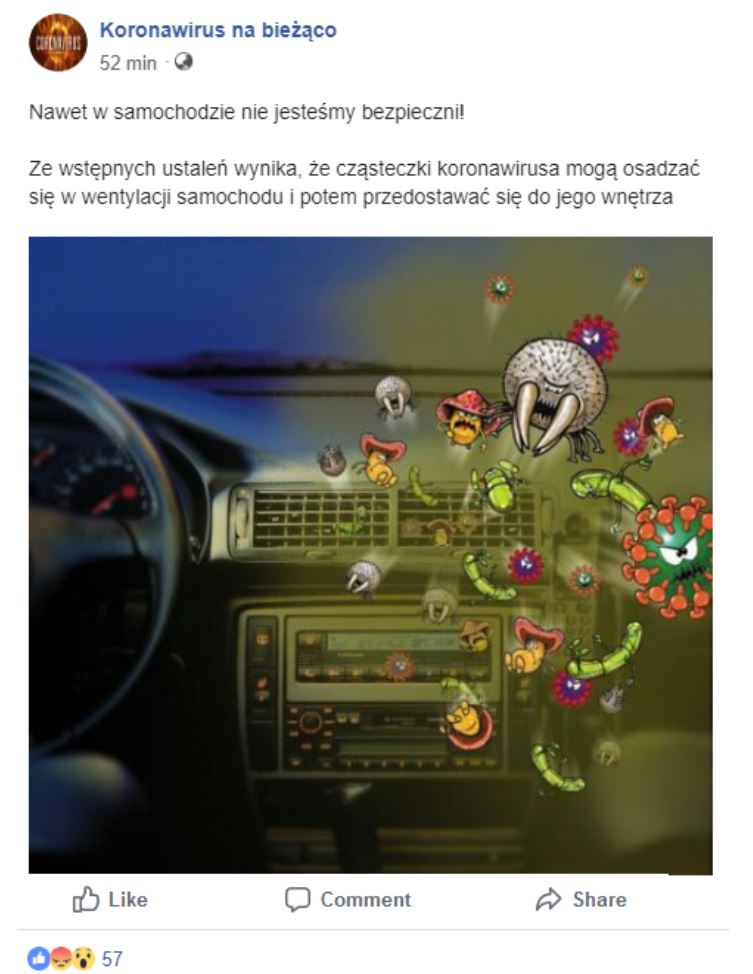 CORONAVIRUS
Koronawirus na bieżąco
52 min ·
Nawet w samochodzie nie jesteśmy bezpieczni!
Ze wstępnych ustaleń wynika, że cząsteczki koronawirusa mogą osadzać
się w wentylacji samochodu i potem przedostawać się do jego wnętrza
Like
Comment
Share
57